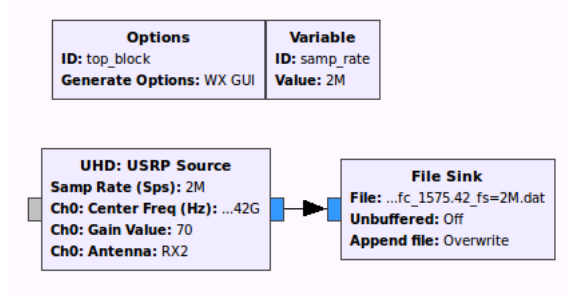 Options
ID: top_block
Generate Options: WX GUI
Variable
ID: samp_rate
Value: 2M
UHD: USRP Source
Samp Rate (Sps): 2M
Ch0: Center Freq (Hz): ...42G
Ch0: Gain Value: 70
Ch0: Antenna: RX2
File Sink
File: ...fc_1575.42_fs=2M.dat
Unbuffered: Off
Append file: Overwrite